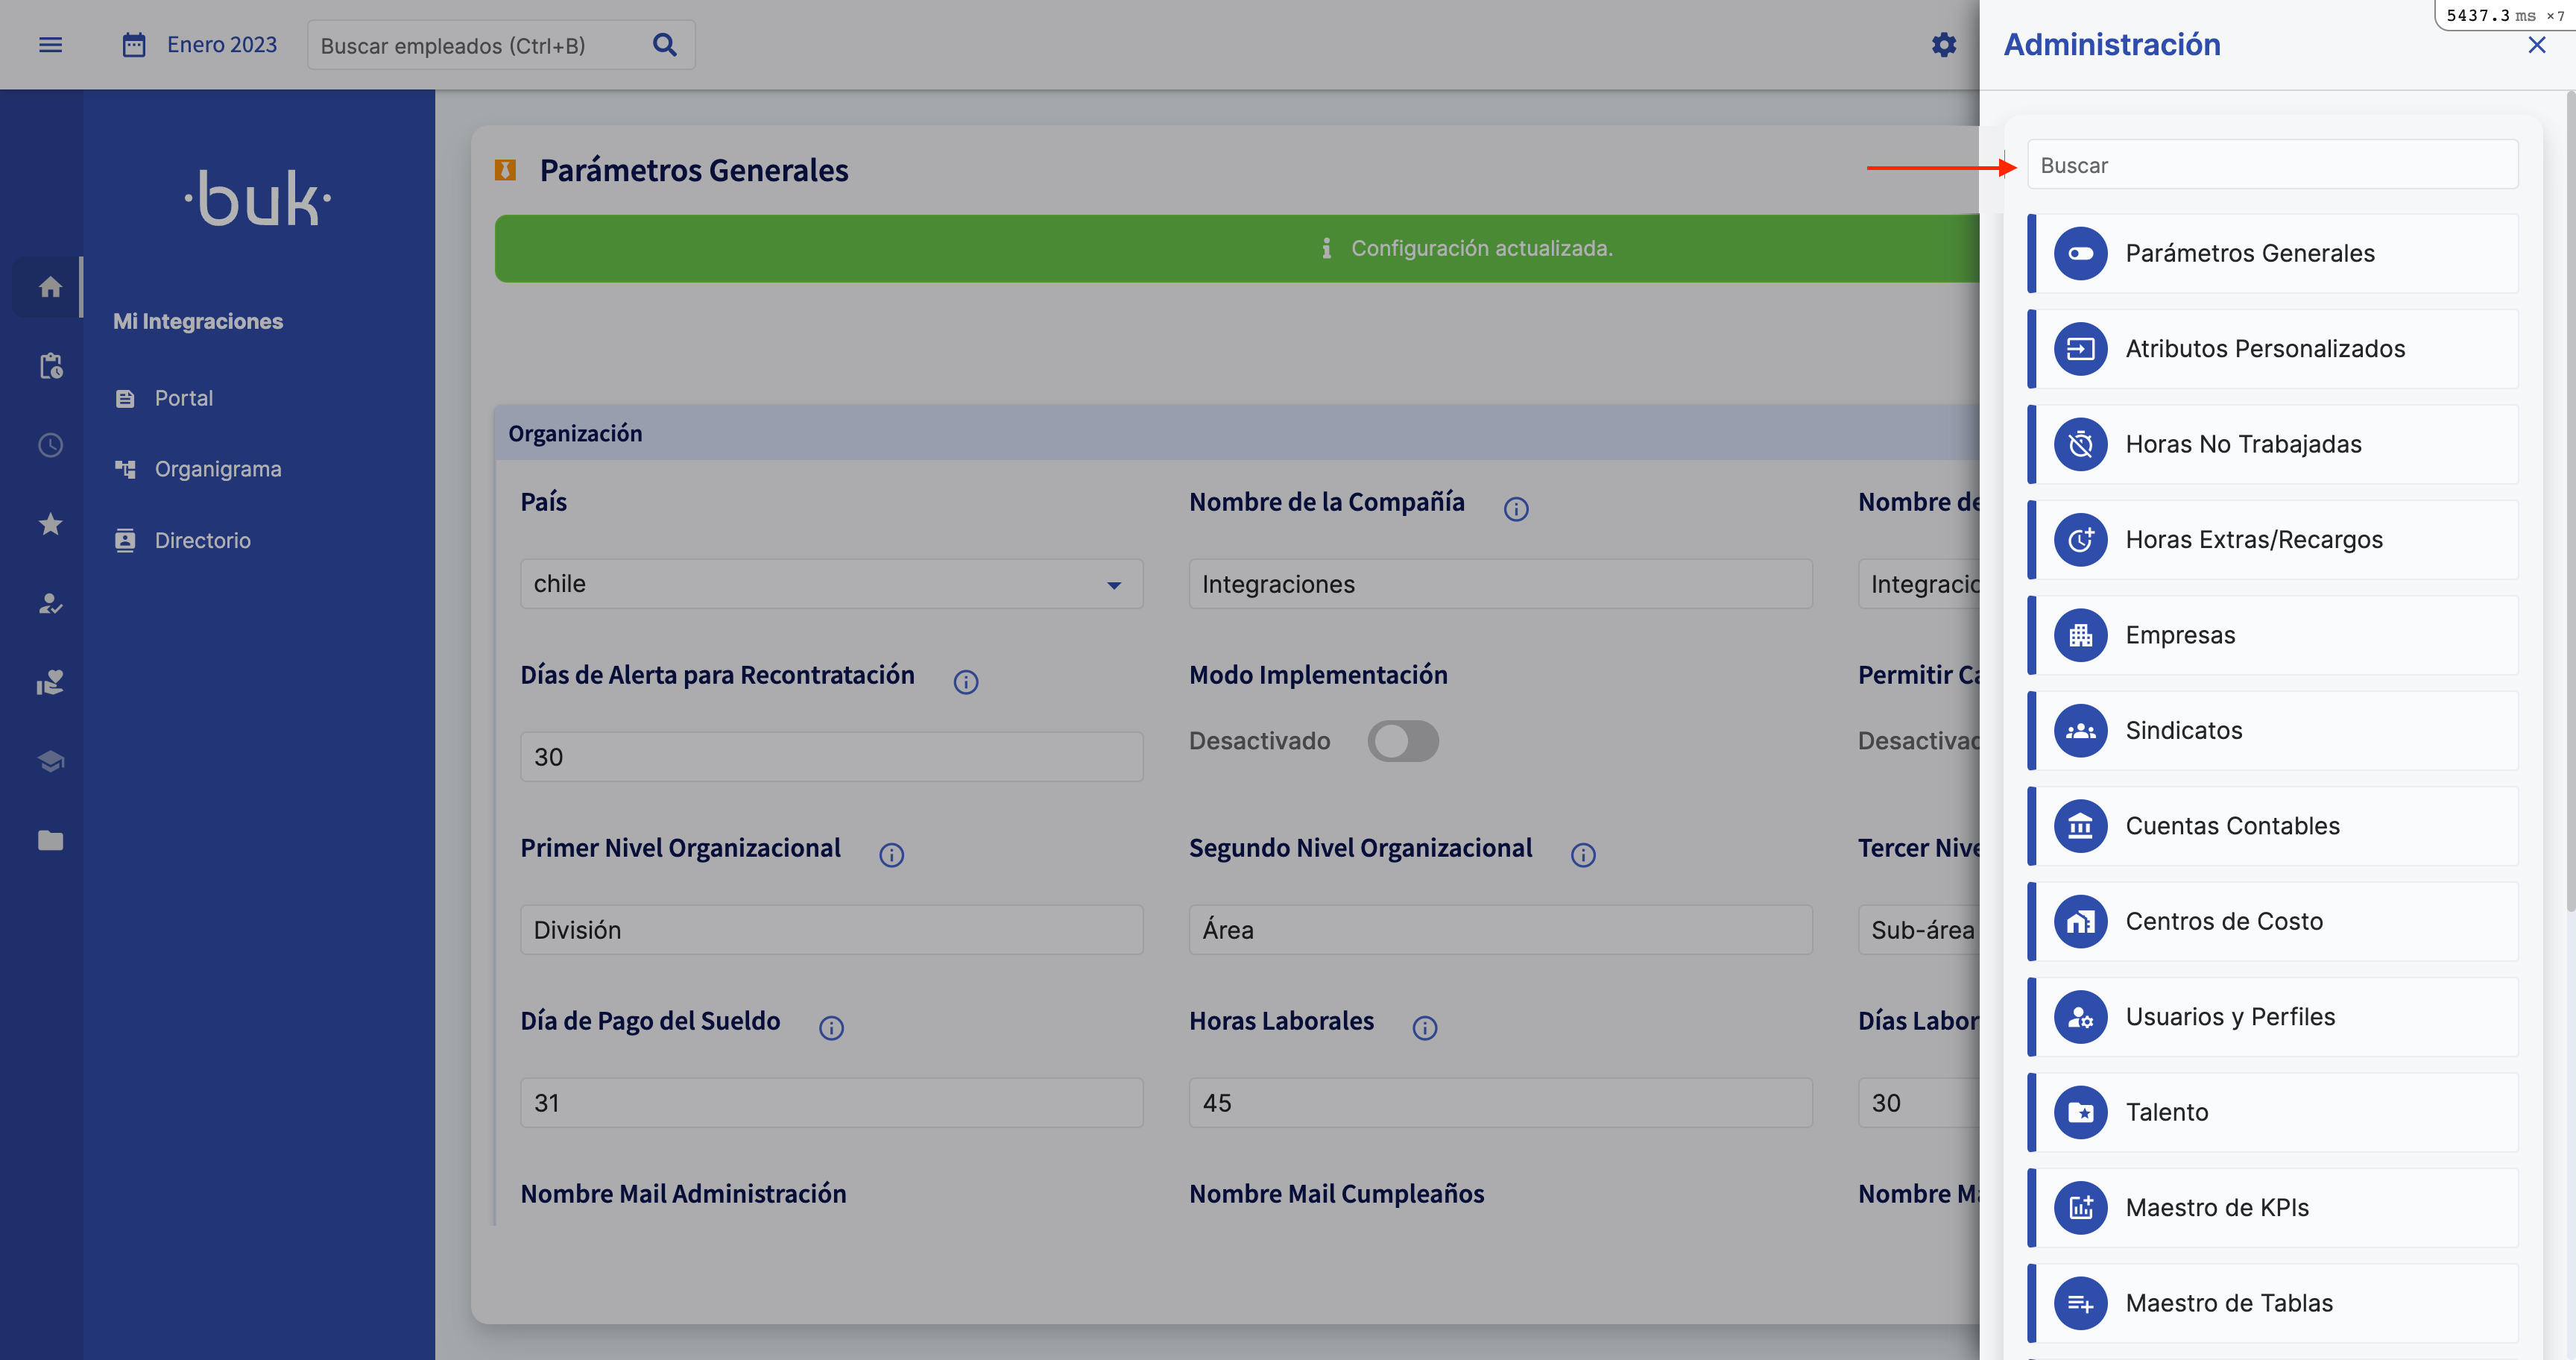 Enero 2023
Buscar empleados (Ctrl+B)
5437.3 ms ×7
Administración
·buk·
Mi Integraciones
Portal
Organigrama
Directorio
Parámetros Generales
Configuración actualizada.
Organización
País
Nombre de la Compañía
Nombre de
chile
Integraciones
Integracio
Días de Alerta para Recontratación
Modo Implementación
Permitir Ca
30
Desactivado
Desactivad
Primer Nivel Organizacional
Segundo Nivel Organizacional
Tercer Nive
División
Área
Sub-área
Día de Pago del Sueldo
Horas Laborales
Días Labor
31
45
30
Nombre Mail Administración
Nombre Mail Cumpleaños
Nombre Ma
Buscar
Parámetros Generales
Atributos Personalizados
Horas No Trabajadas
Horas Extras/Recargos
Empresas
Sindicatos
Cuentas Contables
Centros de Costo
Usuarios y Perfiles
Talento
Maestro de KPIs
Maestro de Tablas